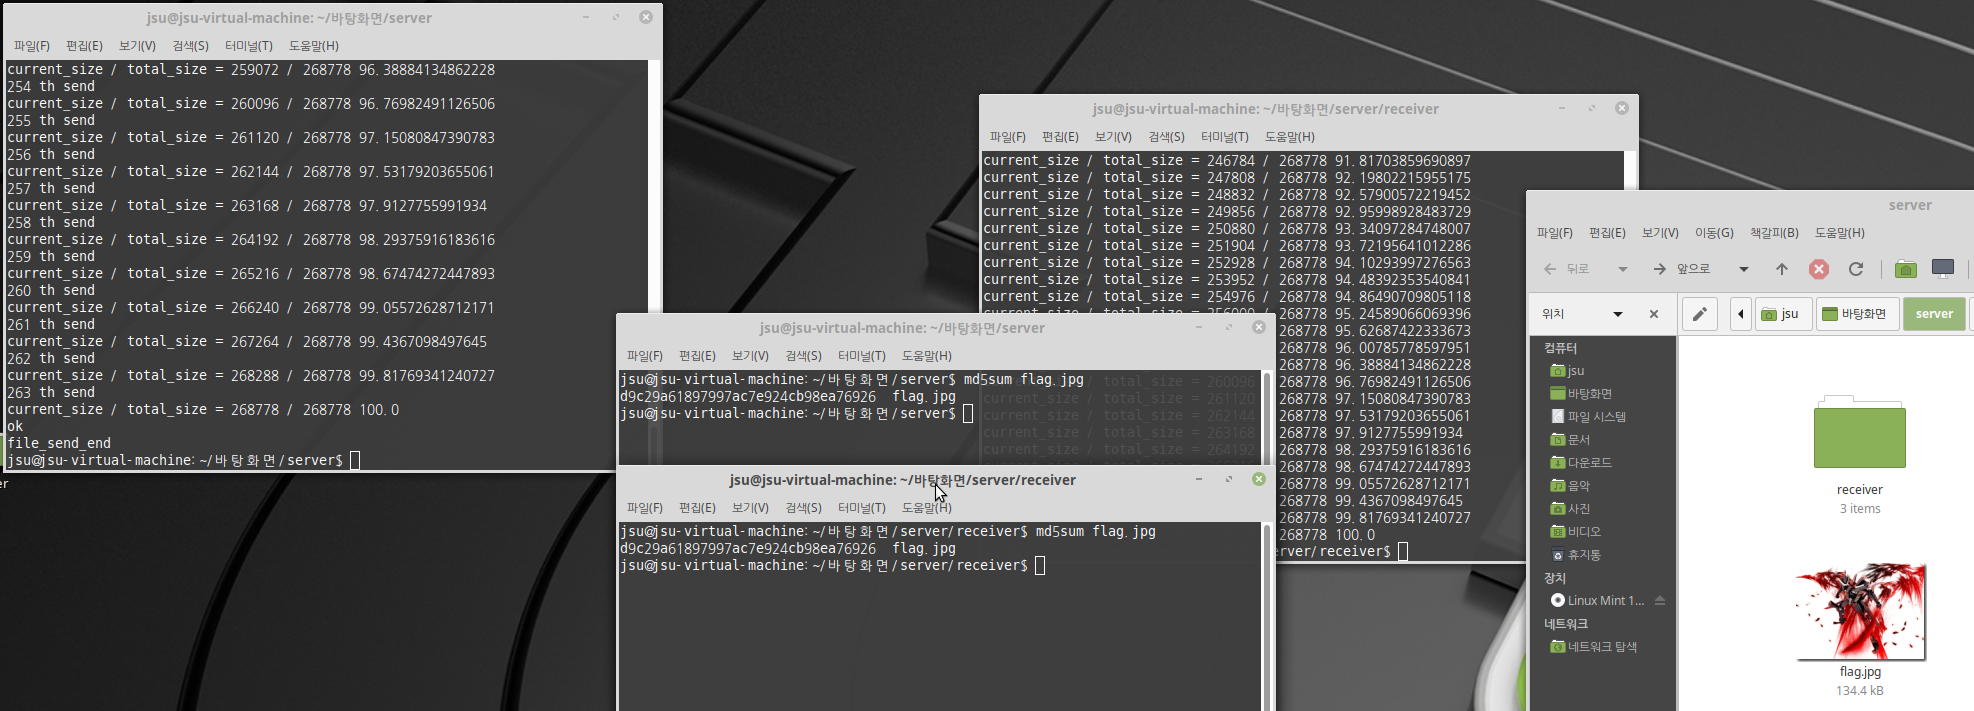 jsu@jsu-virtual-machine: ~/바탕화면/server
파일(F) 편집(E) 보기(V) 검색(S) 터미널(T) 도움말(H)
current_size / total_size = 259072 / 268778 96.38884134862228
254 th send
current_size / total_size = 260096 / 268778 96.76982491126506
255 th send
current_size / total_size = 261120 / 268778 97.15080847390783
256 th send
current_size / total_size = 262144 / 268778 97.53179203655061
257 th send
current_size / total_size = 263168 / 268778 97.9127755991934
258 th send
current_size / total_size = 264192 / 268778 98.29375916183616
259 th send
current_size / total_size = 265216 / 268778 98.67474272447893
260 th send
current_size / total_size = 266240 / 268778 99.05572628712171
261 th send
current_size / total_size = 267264 / 268778 99.4367098497645
262 th send
current_size / total_size = 268288 / 268778 99.81769341240727
263 th send
current_size / total_size = 268778 / 268778 100.0
ok
file_send_end
jsu@jsu-virtual-machine:~/바탕화면/server$
er
jsu@jsu-virtual-machine: ~/바탕화면/server
파일(F) 편집(E) 보기(V) 검색(S) 터미널(T) 도움말(H)
jsu@jsu-virtual-machine:~/바탕화면/server$ md5sum flag.jpg
d9c29a61897997ac7e924cb98ea76926  flag.jpg
jsu@jsu-virtual-machine:~/바탕화면/server$
jsu@jsu-virtual-machine: ~/바탕화면/server/receiver
파일(F) 편집(E) 보기(V) 검색(S) 터미널(T) 도움말(H)
jsu@jsu-virtual-machine:~/바탕화면/server/receiver$ md5sum flag.jpg
d9c29a61897997ac7e924cb98ea76926  flag.jpg
jsu@jsu-virtual-machine:~/바탕화면/server/receiver$
jsu@jsu-virtual-machine: ~/바탕화면/server/receiver
파일(F) 편집(E) 보기(V) 검색(S) 터미널(T) 도움말(H)
current_size / total_size = 246784 / 268778 91.81703859690897
current_size / total_size = 247808 / 268778 92.19802215955175
current_size / total_size = 248832 / 268778 92.57900572219452
current_size / total_size = 249856 / 268778 92.95998928483729
current_size / total_size = 250880 / 268778 93.34097284748007
current_size / total_size = 251904 / 268778 93.72195641012286
current_size / total_size = 252928 / 268778 94.10293997276563
current_size / total_size = 253952 / 268778 94.48392353540841
current_size / total_size = 254976 / 268778 94.86490709805118
268778 95.24589066069396
268778 95.62687422333673
268778 96.00785778597951
268778 96.38884134862228
268778 96.76982491126506
268778 97.15080847390783
268778 97.53179203655061
268778 97.9127755991934
268778 98.29375916183616
268778 98.67474272447893
268778 99.05572628712171
268778 99.4367098497645
268778 99.81769341240727
268778 100.0
erver/receiver$
server
파일(F) 편집(E) 보기(V) 이동(G) 책갈피(B) 도움말(H)
뒤로 앞으로
위치 jsu 바탕화면 server
컴퓨터
jsu
바탕화면
파일 시스템
문서
다운로드
음악
사진
비디오
휴지통
장치
Linux Mint 1...
네트워크
네트워크 탐색
receiver
3 items
flag.jpg
134.4 kB